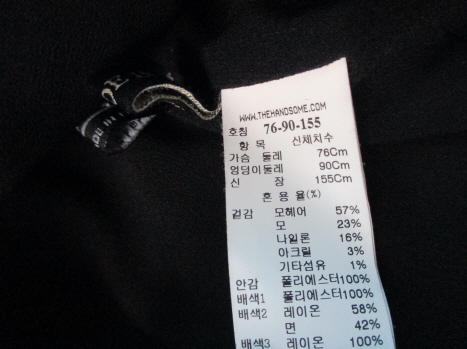 WWW.THEHANDSOME.COM
호칭 76-90-155
항 목 신체치수
가슴 둘레 76Cm
엉덩이둘레 90Cm
신 장 155Cm
혼 용 율(%)
겉감 모헤어 57%
모 23%
나일론 16%
아크릴 3%
기타섬유 1%
안감 폴리에스터100%
배색1 폴리에스터100%
배색2 레이온 58%
면 42%
배색3 레이온 100%